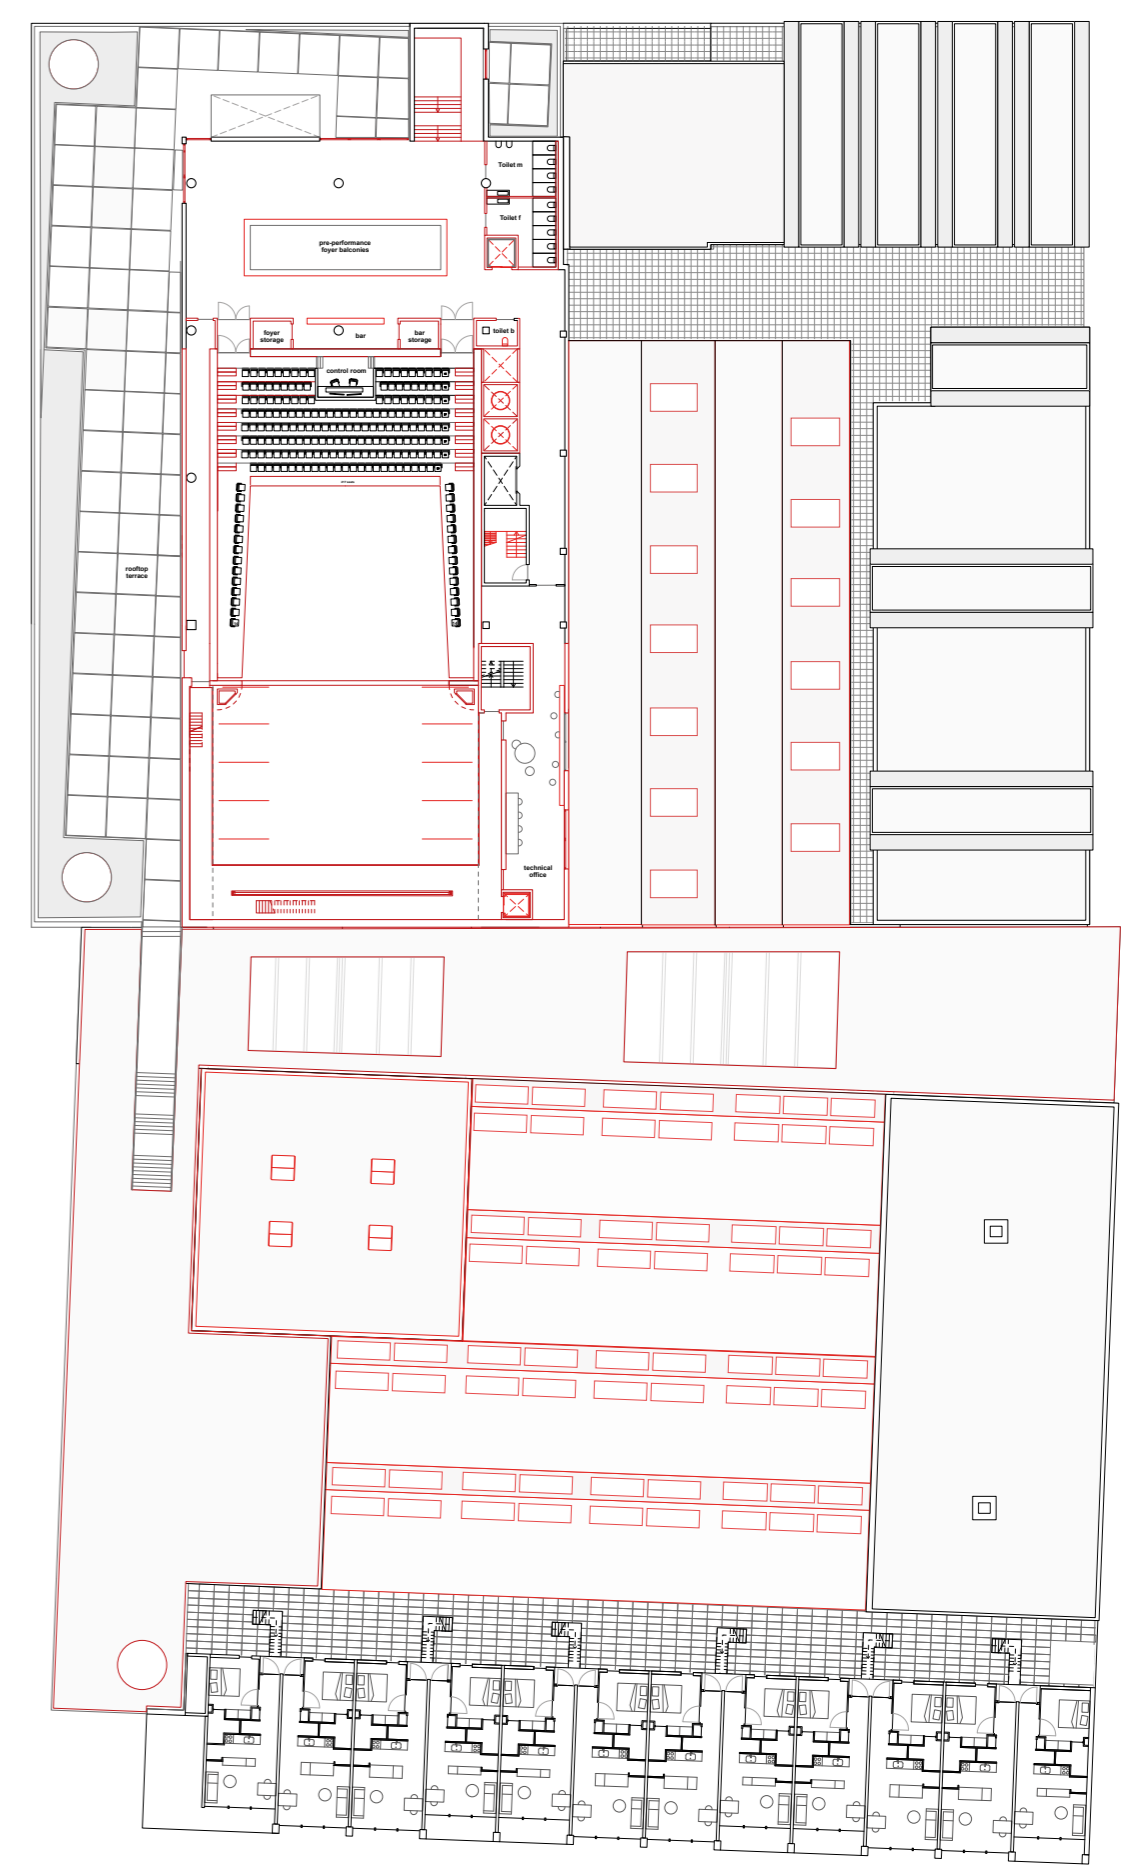 Toilet m
Toilet f
pre-performance
foyer balconies
foyer
storage
bar
bar
storage
toilet b
control room
rooftop
terrace
technical
office